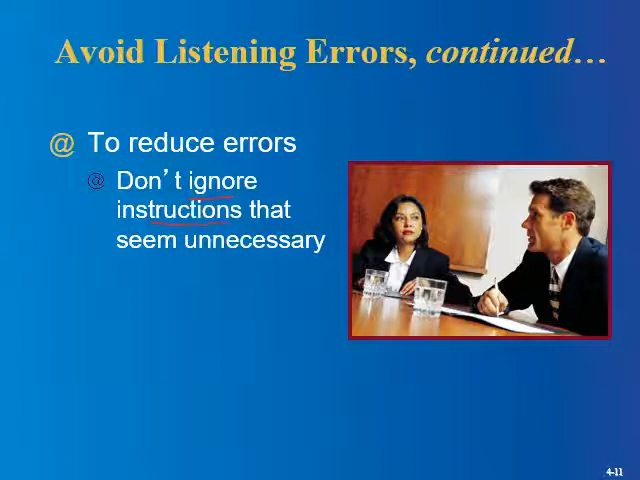 Avoid Listening Errors, continued…
@ To reduce errors
@ Don’t ignore
instructions that
seem unnecessary
4-11